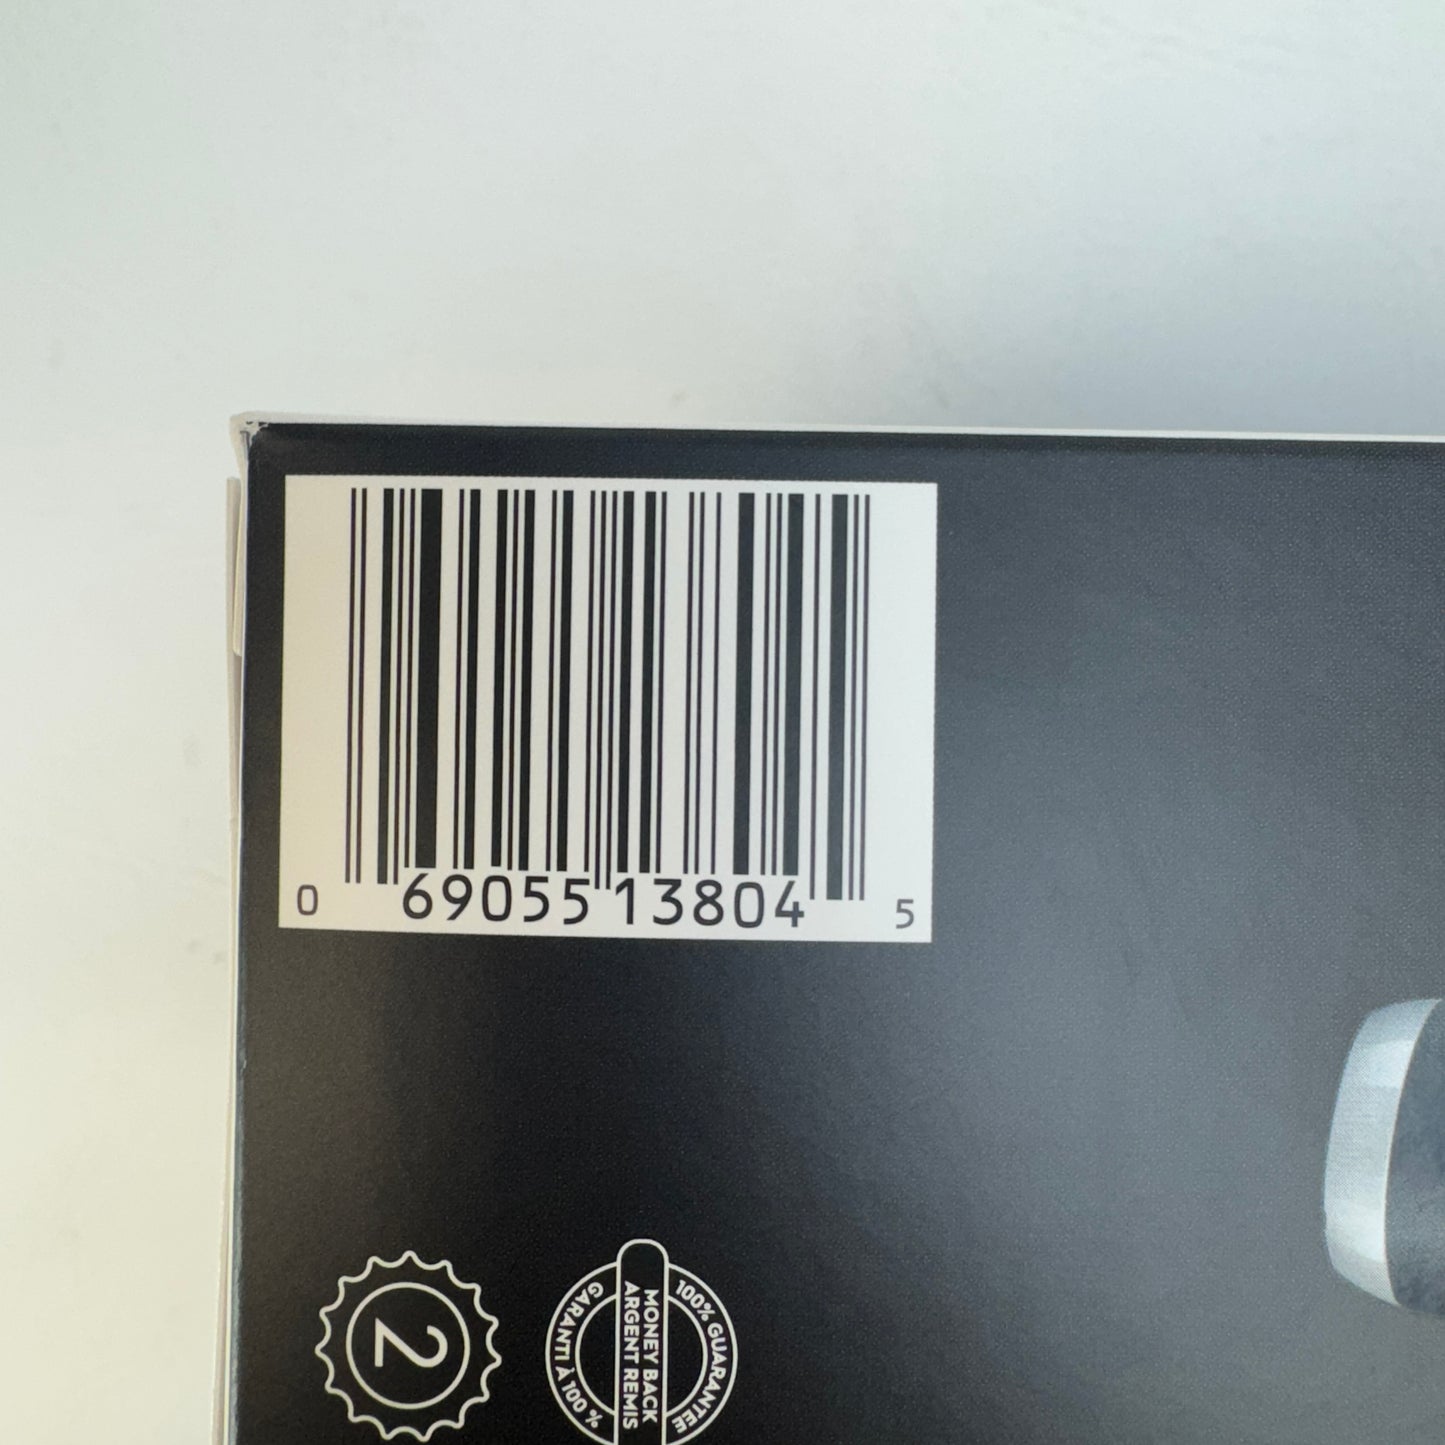 0 69055 13804 5
2
100% GUARANTEE
MONEY BACK
ARGENT REMIS
GARANTI À 100 %